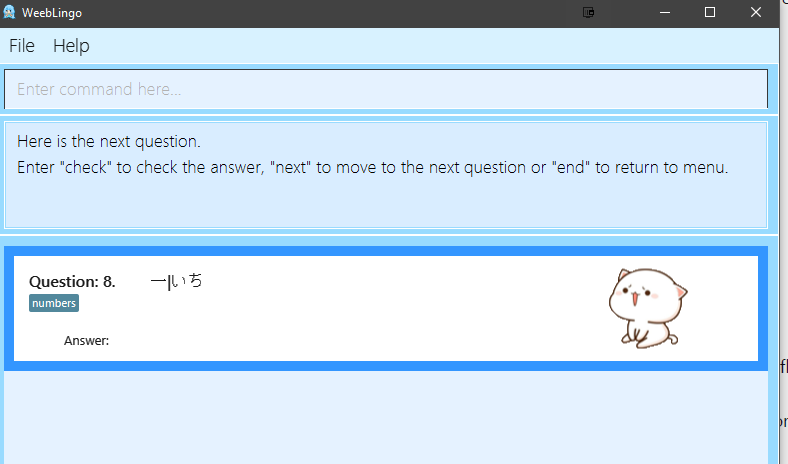 WeebLingo
File Help
Enter command here...
Here is the next question.
Enter "check" to check the answer, "next" to move to the next question or "end" to return to menu.
Question: 8. 一|いち
numbers
Answer: